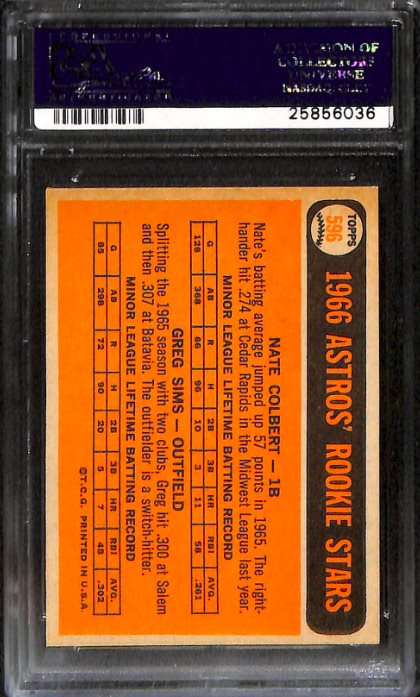 A DIVISION OF
COLLECTORS
UNIVERSE
NASDAQ: CLCT
25856036
TOPPS
596
1966 ASTROS' ROOKIE STARS
NATE COLBERT — 1B
Nate's batting average jumped up 57 points in 1965. The right-
hander hit .274 at Cedar Rapids in the Midwest League last year.
MINOR LEAGUE LIFETIME BATTING RECORD
G AB R H 2B 3B HR RBI AVG.
128 368 66 96 10 3 11 58 .261
GREG SIMS — OUTFIELD
Splitting the 1965 season with two clubs, Greg hit .300 at Salem
and then .307 at Batavia. The outfielder is a switch-hitter.
MINOR LEAGUE LIFETIME BATTING RECORD
G AB R H 2B 3B HR RBI AVG.
85 298 72 90 20 5 7 43 .302
©T.C.G. PRINTED IN U.S.A.